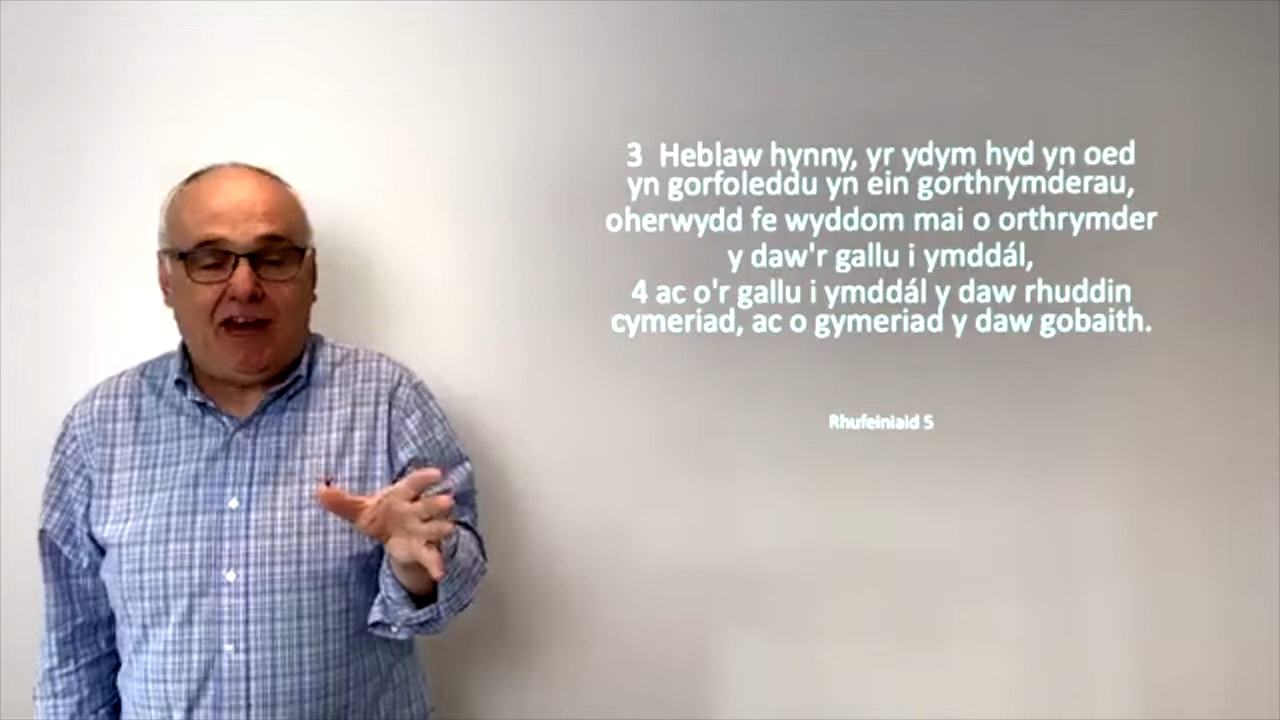 3 Heblaw hynny, yr ydym hyd yn oed
yn gorfoleddu yn ein gorthrymderau,
oherwydd fe wyddom mai o orthrymder
y daw'r gallu i ymddál,
4 ac o'r gallu i ymddál y daw rhuddin
cymeriad, ac o gymeriad y daw gobaith.
Rhufeiniaid 5